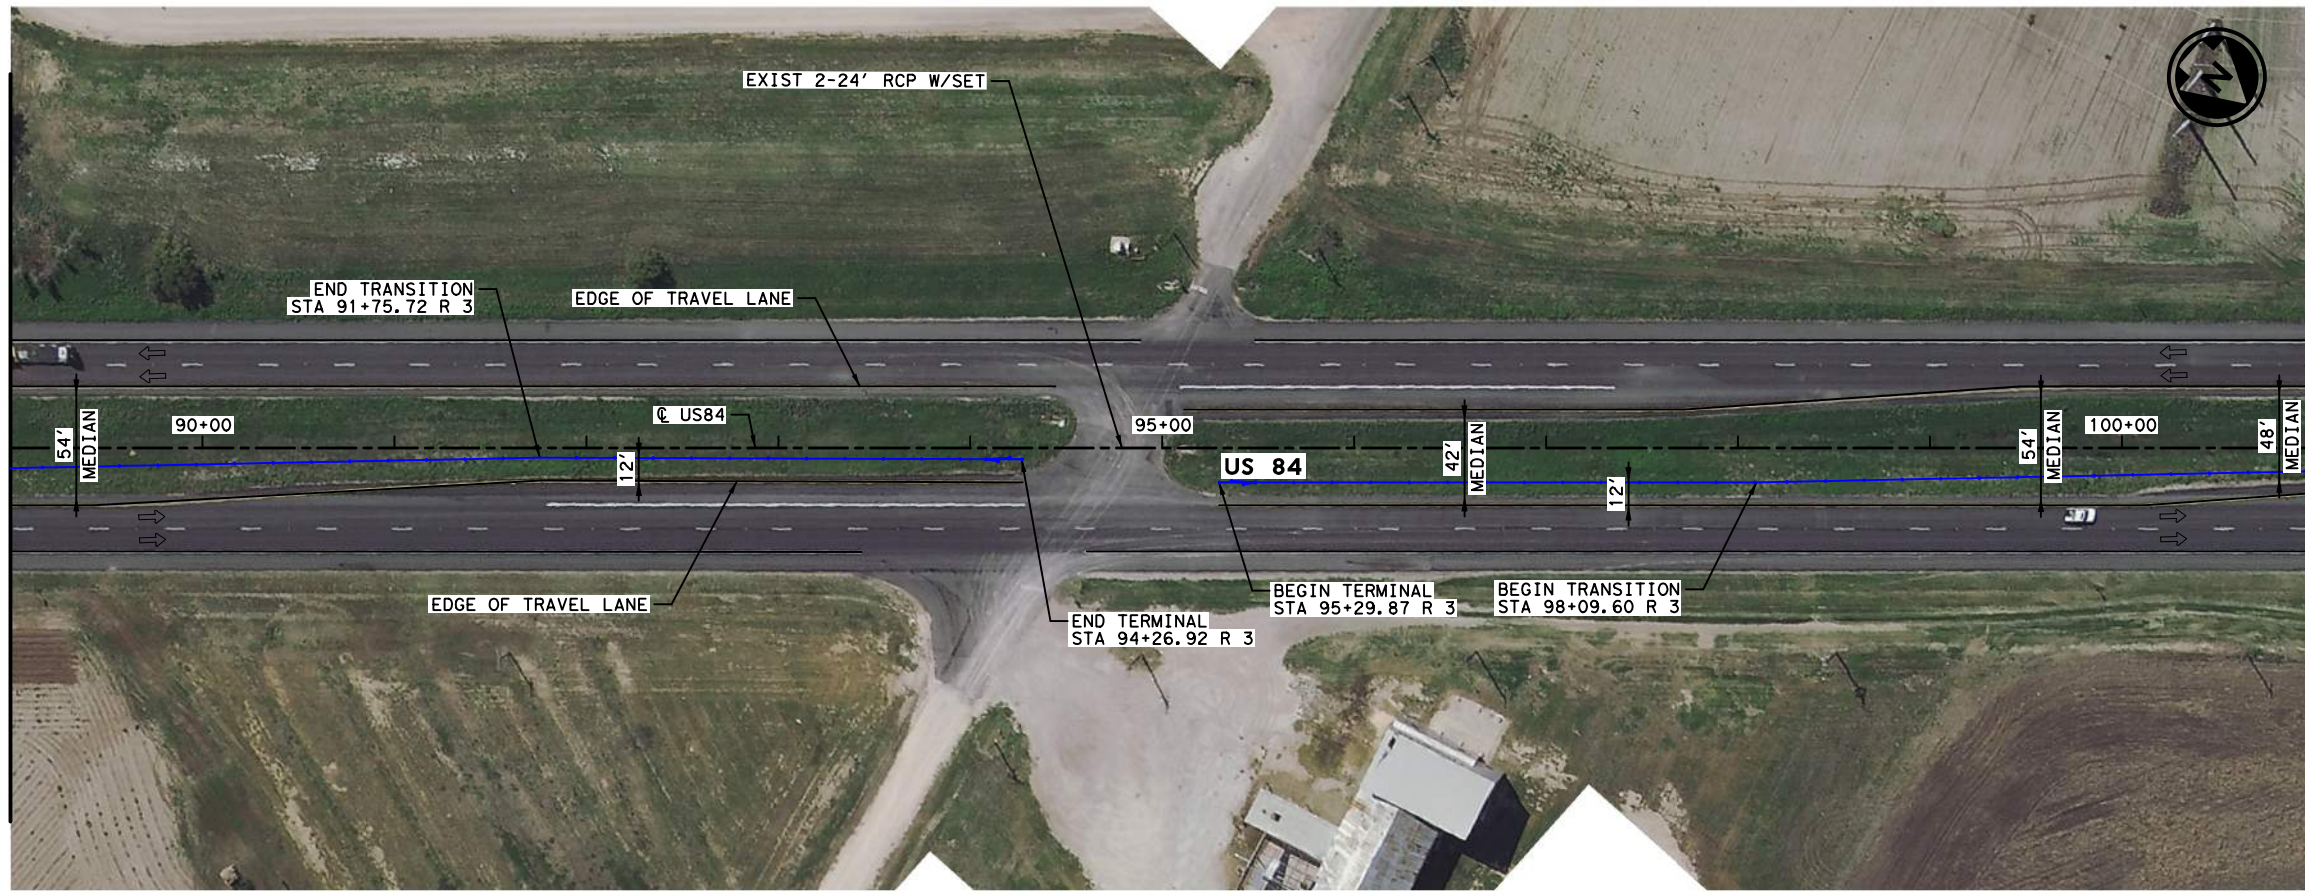 EXIST 2-24' RCP W/SET
N
END TRANSITION
STA 91+75.72 R 3
EDGE OF TRAVEL LANE
℄ US84
90+00
95+00
100+00
54'
MEDIAN
12'
US 84
42'
MEDIAN
12'
54'
MEDIAN
48'
MEDIAN
EDGE OF TRAVEL LANE
END TERMINAL
STA 94+26.92 R 3
BEGIN TERMINAL
STA 95+29.87 R 3
BEGIN TRANSITION
STA 98+09.60 R 3